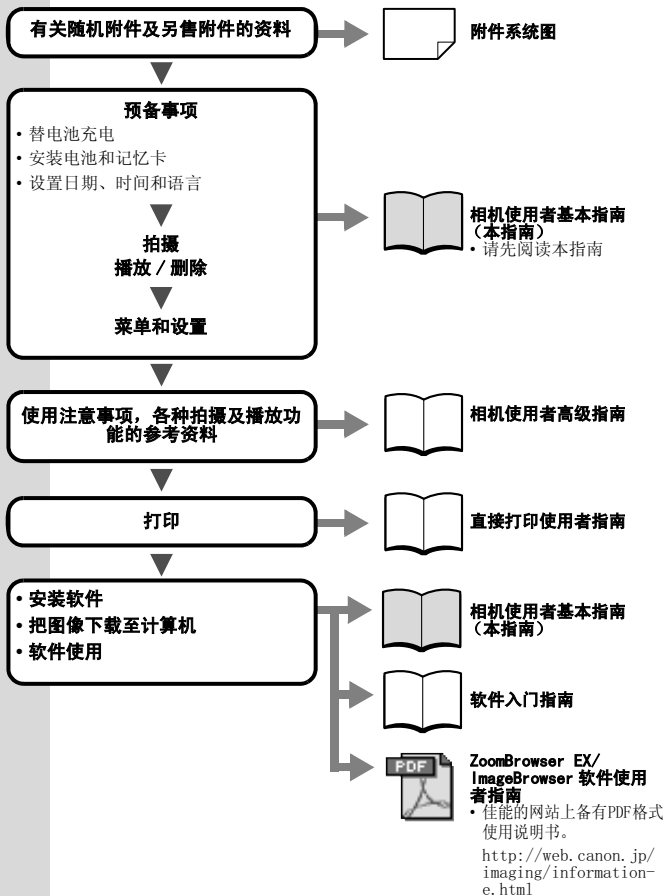 有关随机附件及另售附件的资料
附件系统图
预备事项
• 替电池充电
• 安装电池和记忆卡
• 设置日期、时间和语言
拍摄
播放 / 删除
菜单和设置
相机使用者基本指南
（本指南）
• 请先阅读本指南
使用注意事项，各种拍摄及播放功
能的参考资料
相机使用者高级指南
打印
直接打印使用者指南
• 安装软件
• 把图像下载至计算机
• 软件使用
相机使用者基本指南
（本指南）
软件入门指南
PDF
ZoomBrowser EX/
ImageBrowser 软件使用
者指南
• 佳能的网站上备有PDF格式
使用说明书。
http://web.canon.jp/
imaging/information-
e.html